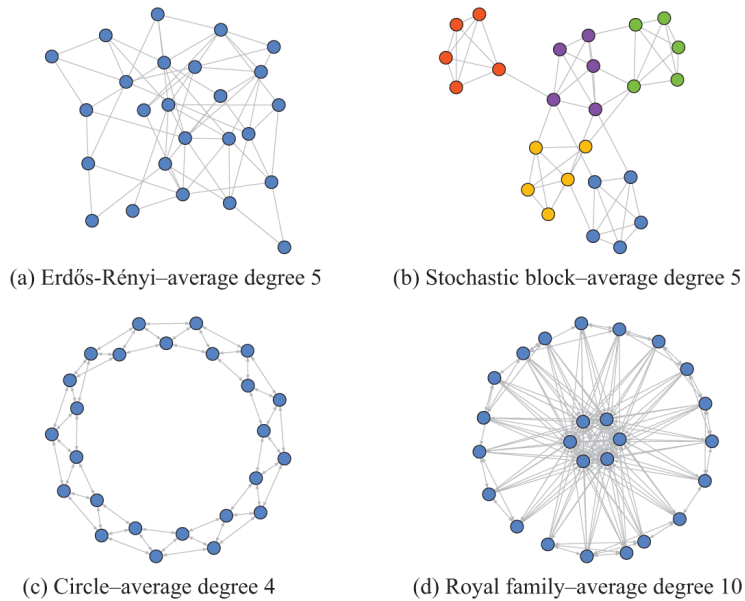 (a) Erdős-Rényi–average degree 5
(b) Stochastic block–average degree 5
(c) Circle–average degree 4
(d) Royal family–average degree 10